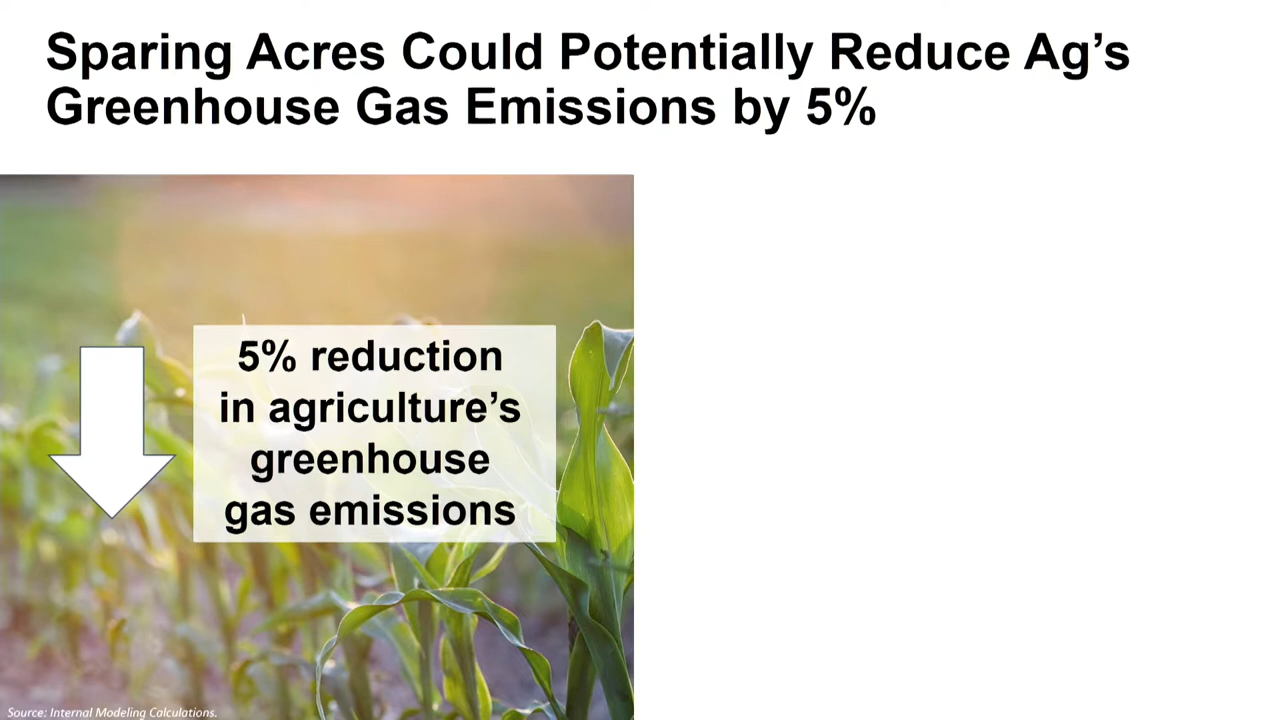 Sparing Acres Could Potentially Reduce Ag’s
Greenhouse Gas Emissions by 5%
5% reduction
in agriculture’s
greenhouse
gas emissions
Source: Internal Modeling Calculations.